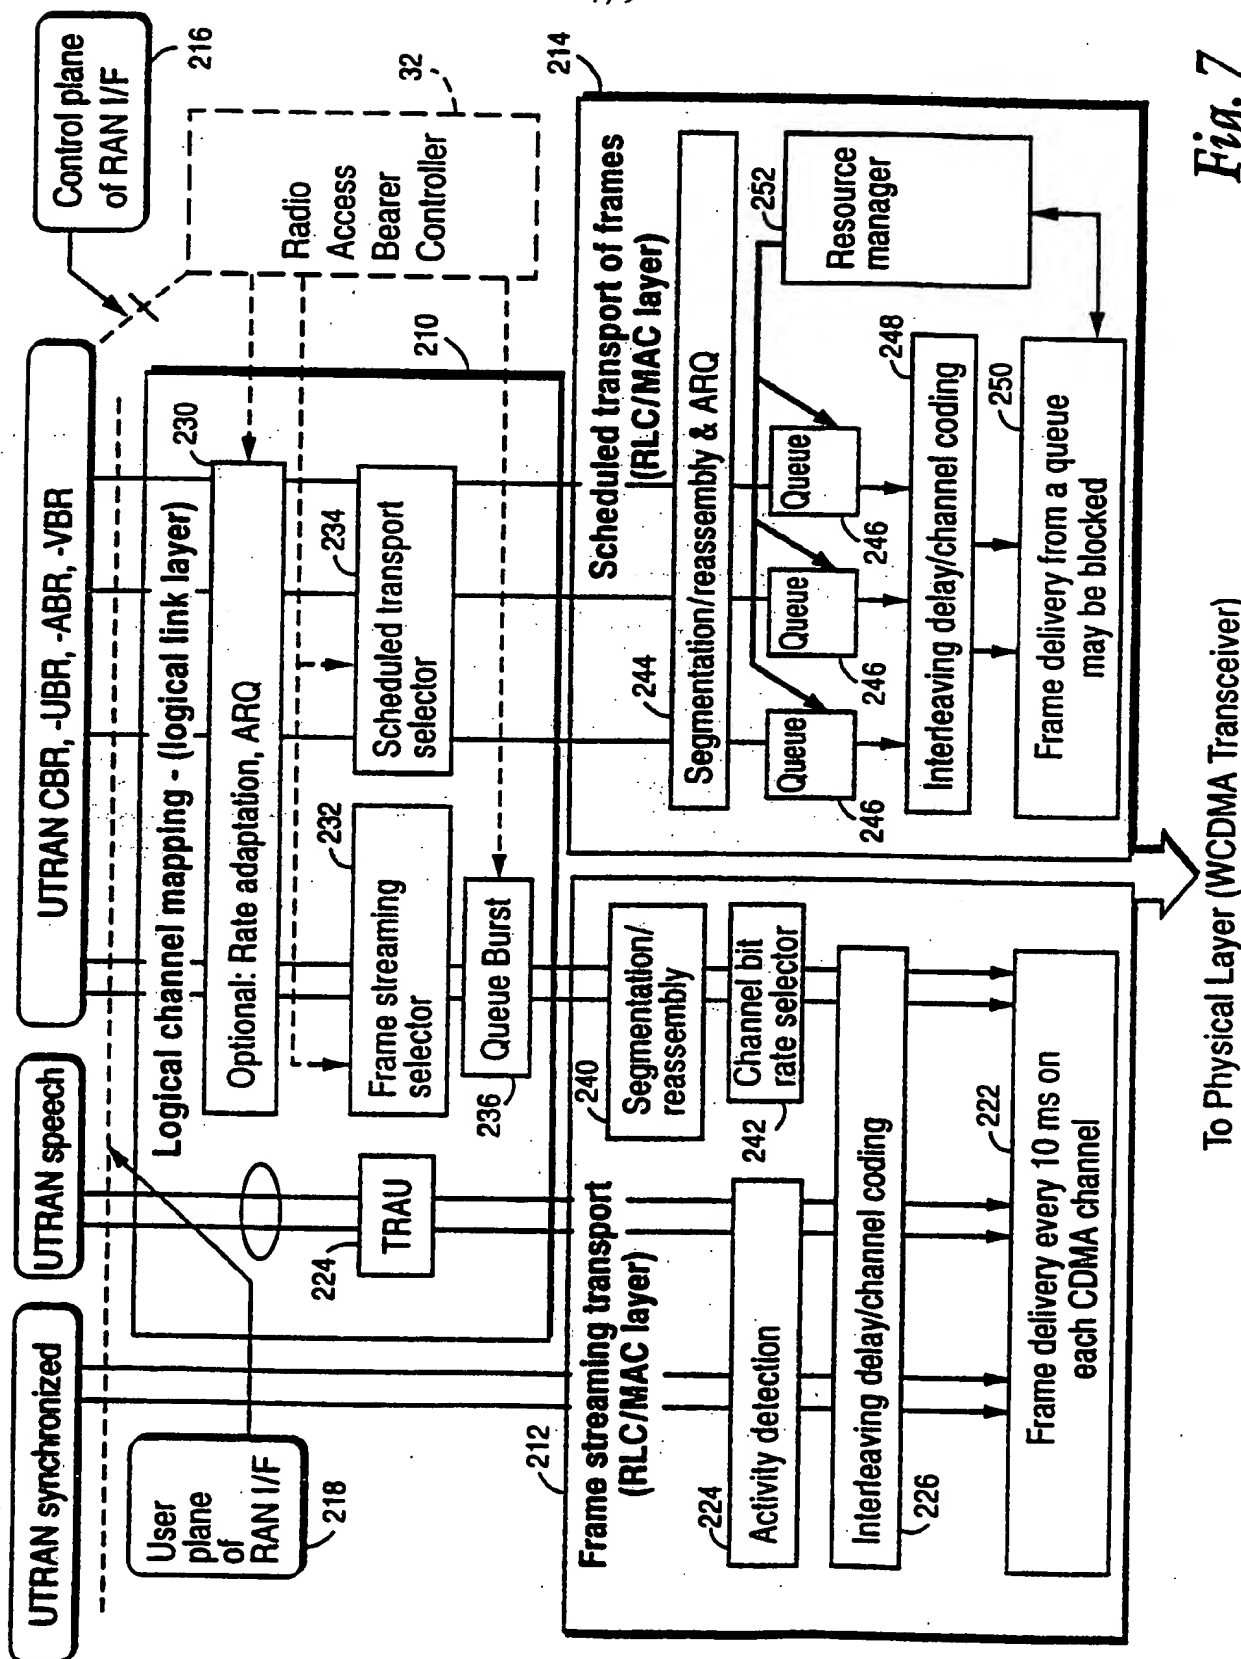 UTRAN synchronized
UTRAN speech
UTRAN CBR, -UBR, -ABR, -VBR
Control plane
of RAN I/F
216
User
plane
of
RAN I/F
218
Logical channel mapping - (logical link layer)
230
Optional: Rate adaptation, ARQ
Radio
Access
Bearer
Controller
32
210
224
TRAU
232
Frame streaming
selector
234
Scheduled transport
selector
Queue Burst
236
212
Frame streaming transport
(RLC/MAC layer)
240
Segmentation/
reassembly
224
Activity detection
Channel bit
rate selector
242
Interleaving delay/channel coding
226
222
Frame delivery every 10 ms on
each CDMA channel
214
Scheduled transport of frames
(RLC/MAC layer)
244
Segmentation/reassembly & ARQ
252
Resource
manager
Queue
246
Queue
246
Queue
246
248
Interleaving delay/channel coding
250
Frame delivery from a queue
may be blocked
To Physical Layer (WCDMA Transceiver)
Fig. 7